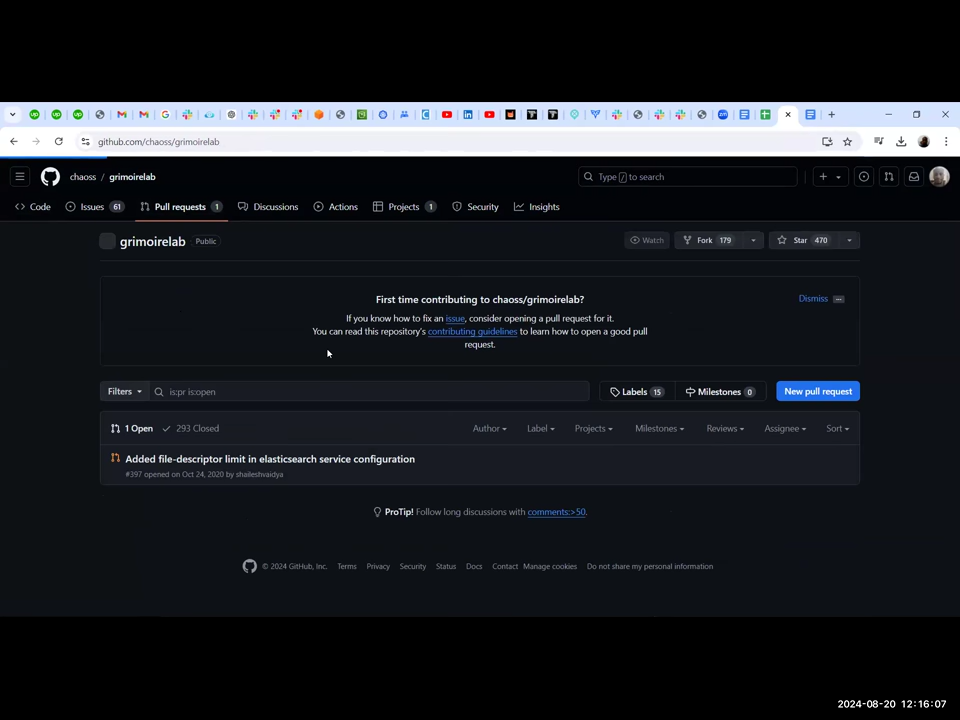 github.com/chaoss/grimoirelab
chaoss / grimoirelab
Type / to search
Code
Issues 61
Pull requests 1
Discussions
Actions
Projects 1
Security
Insights
grimoirelab Public
Watch
Fork 179
Star 470
First time contributing to chaoss/grimoirelab?
Dismiss
If you know how to fix an issue, consider opening a pull request for it.
You can read this repository's contributing guidelines to learn how to open a good pull
request.
Filters
is:pr is:open
Labels 15
Milestones 0
New pull request
1 Open
293 Closed
Author
Label
Projects
Milestones
Reviews
Assignee
Sort
Added file-descriptor limit in elasticsearch service configuration
#397 opened on Oct 24, 2020 by shaileshvaidya
ProTip! Follow long discussions with comments:>50.
© 2024 GitHub, Inc.
Terms
Privacy
Security
Status
Docs
Contact
Manage cookies
Do not share my personal information
2024-08-20 12:16:07